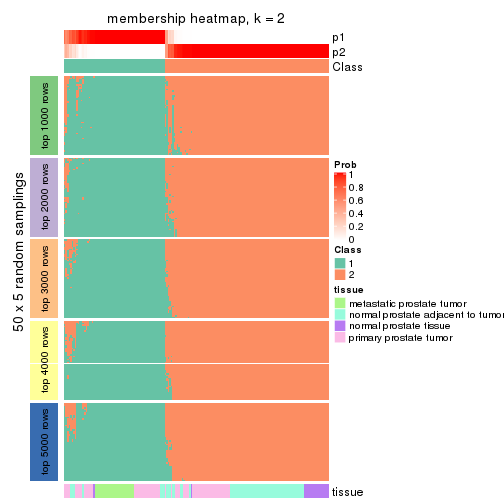 membership heatmap, k = 2
p1
p2
Class
50 x 5 random samplings
top 1000 rows
top 2000 rows
top 3000 rows
top 4000 rows
top 5000 rows
tissue
Prob
1
0.8
0.6
0.4
0.2
0
Class
1
2
tissue
metastatic prostate tumor
normal prostate adjacent to tumor
normal prostate tissue
primary prostate tumor